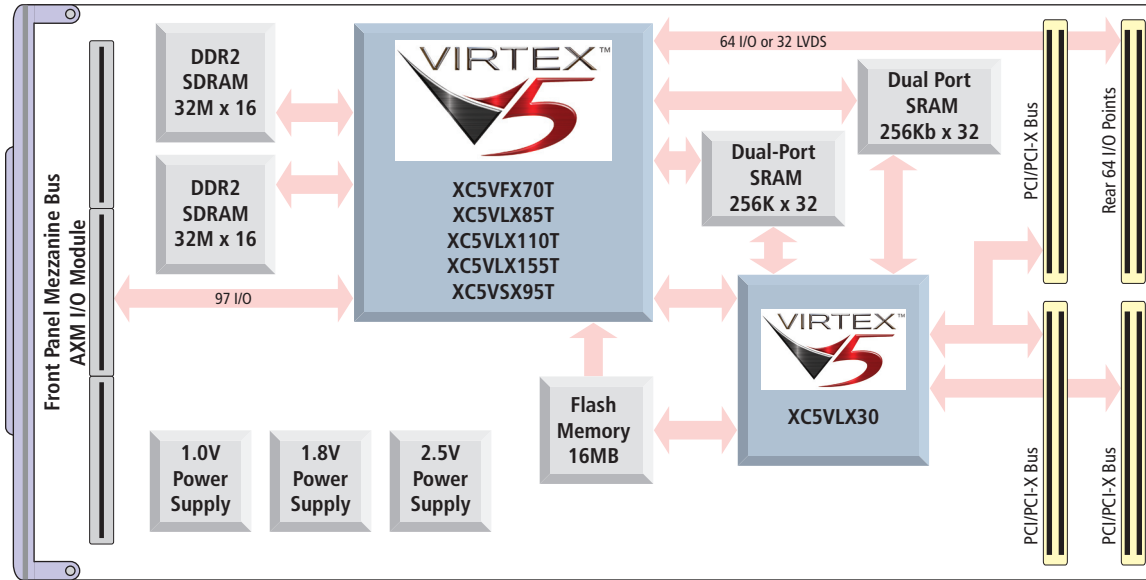 Front Panel Mezzanine Bus
AXM I/O Module
DDR2
SDRAM
32M x 16
DDR2
SDRAM
32M x 16
97 I/O
VIRTEX™
5
XC5VFX70T
XC5VLX85T
XC5VLX110T
XC5VLX155T
XC5VSX95T
64 I/O or 32 LVDS
Dual Port
SRAM
256Kb x 32
Dual-Port
SRAM
256K x 32
VIRTEX™
5
XC5VLX30
Flash
Memory
16MB
1.0V
Power
Supply
1.8V
Power
Supply
2.5V
Power
Supply
PCI/PCI-X Bus
Rear 64 I/O Points
PCI/PCI-X Bus
PCI/PCI-X Bus